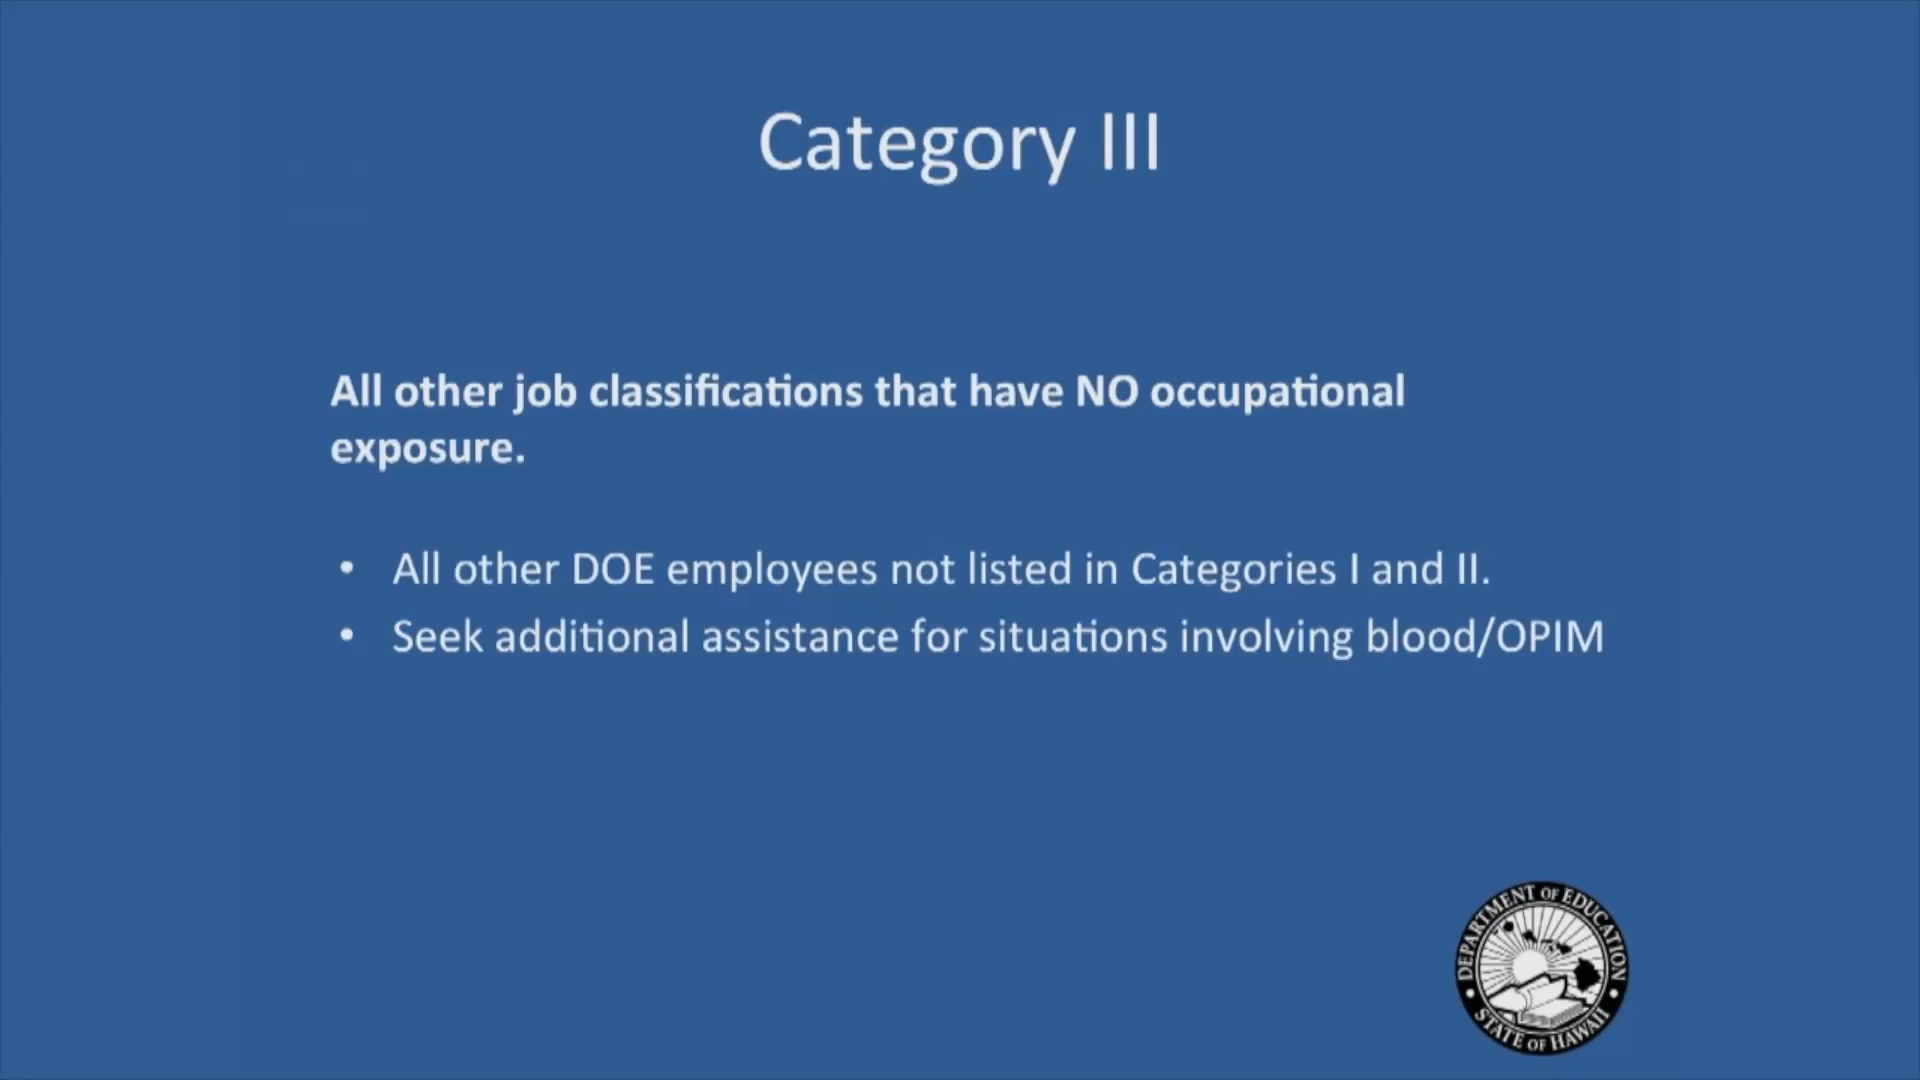 Category III
All other job classifications that have NO occupational
exposure.
• All other DOE employees not listed in Categories I and II.
• Seek additional assistance for situations involving blood/OPIM
DEPARTMENT OF EDUCATION
STATE OF HAWAII